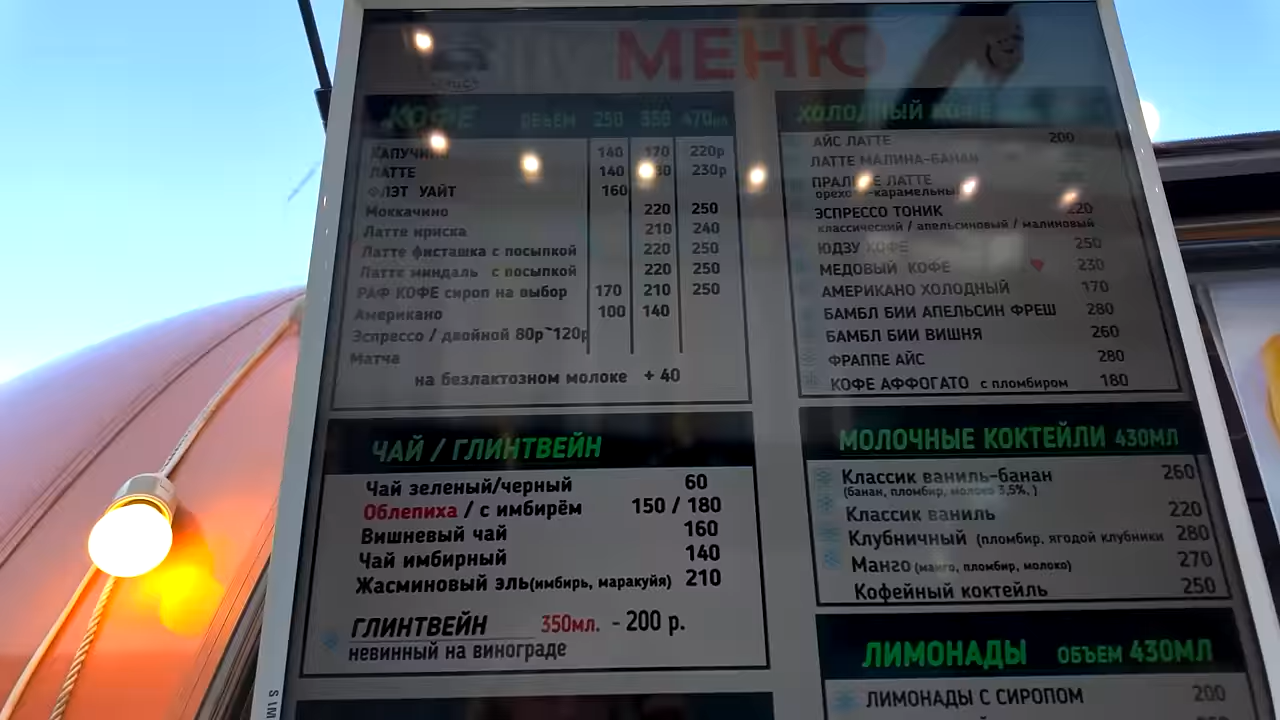 МЕНЮ
КОФЕ ОБЪЕМ 250 350 470мл
КАПУЧИНО 140 170 220р
ЛАТТЕ 140 180 230р
ФЛЭТ УАЙТ 160
Моккачино 220 250
Латте ириска 210 240
Латте фисташка с посыпкой 220 250
Латте миндаль с посыпкой 220 250
РАФ КОФЕ сироп на выбор 170 210 250
Американо 100 140
Эспрессо / двойной 80р~120р
Матча
на безлактозном молоке + 40
ЧАЙ / ГЛИНТВЕЙН
Чай зеленый/черный 60
Облепиха / с имбирём 150 / 180
Вишневый чай 160
Чай имбирный 140
Жасминовый эль(имбирь, маракуйя) 210
ГЛИНТВЕЙН 350мл. - 200 р.
невинный на винограде
ХОЛОДНЫЙ КОФЕ
АЙС ЛАТТЕ 200
ЛАТТЕ МАЛИНА-БАНАН
ПРАЛИНЕ ЛАТТЕ
ЭСПРЕССО ТОНИК 220
классический / апельсиновый / малиновый
ЮДЗУ КОФЕ 250
МЕДОВЫЙ КОФЕ 230
АМЕРИКАНО ХОЛОДНЫЙ 170
БАМБЛ БИИ АПЕЛЬСИН ФРЕШ 280
БАМБЛ БИИ ВИШНЯ 260
ФРАППЕ АЙС 280
КОФЕ АФФОГАТО с пломбиром 180
МОЛОЧНЫЕ КОКТЕЙЛИ 430МЛ
Классик ваниль-банан 260
(банан, пломбир, молоко 3,5%, )
Классик ваниль 220
Клубничный (пломбир, ягодой клубники 280
Манго (манго, пломбир, молоко) 270
Кофейный коктейль 250
ЛИМОНАДЫ ОБЪЕМ 430МЛ
ЛИМОНАДЫ С СИРОПОМ 200